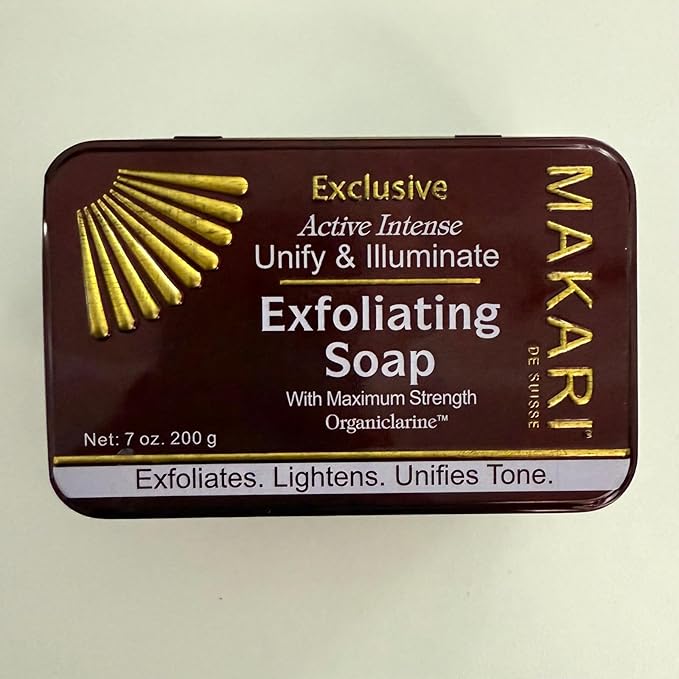 Exclusive
Active Intense
Unify & Illuminate
Exfoliating
Soap
With Maximum Strength
Organiclarine™
Net: 7 oz. 200 g
Exfoliates. Lightens. Unifies Tone.
MAKARI™
DE SUISSE